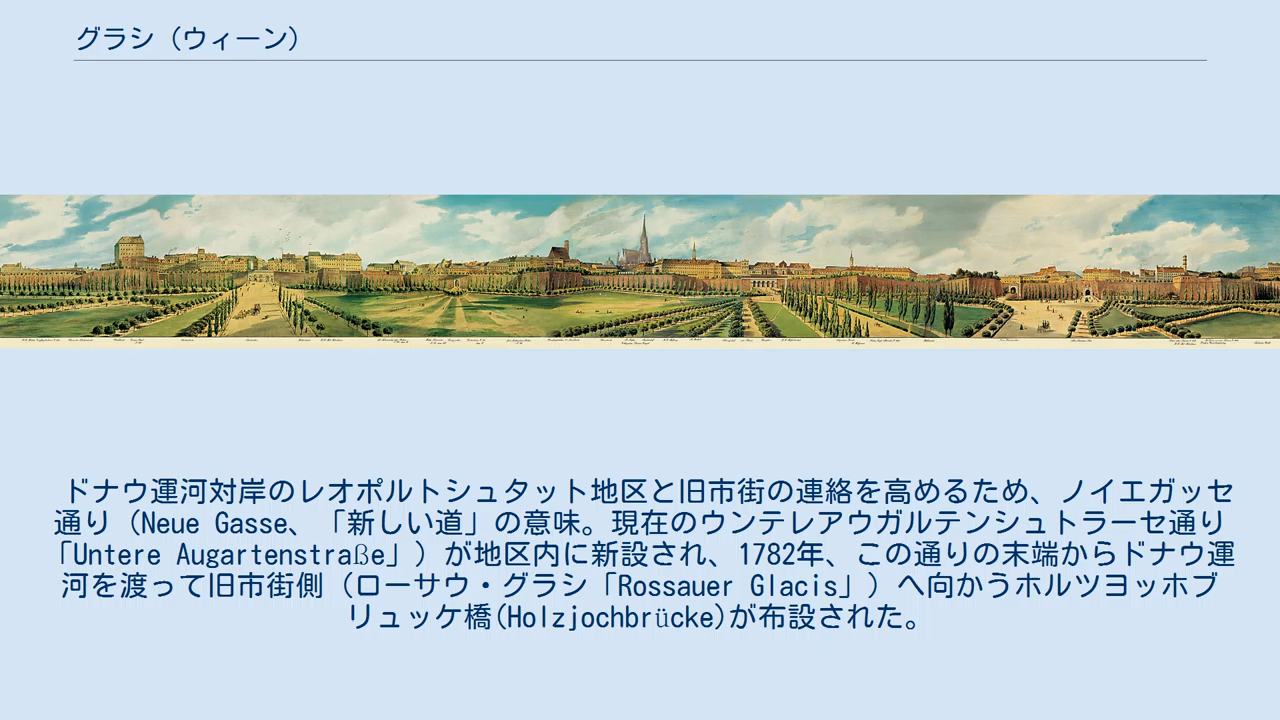 グラシ（ウィーン）
ドナウ運河対岸のレオポルトシュタット地区と旧市街の連絡を高めるため、ノイエガッセ
通り（Neue Gasse、「新しい道」の意味。現在のウンテレアウガルテンシュトラーセ通り
「Untere Augartenstraße」）が地区内に新設され、1782年、この通りの末端からドナウ運
河を渡って旧市街側（ローサウ・グラシ「Rossauer Glacis」）へ向かうホルツヨッホブ
リュッケ橋(Holzjochbrücke)が布設された。